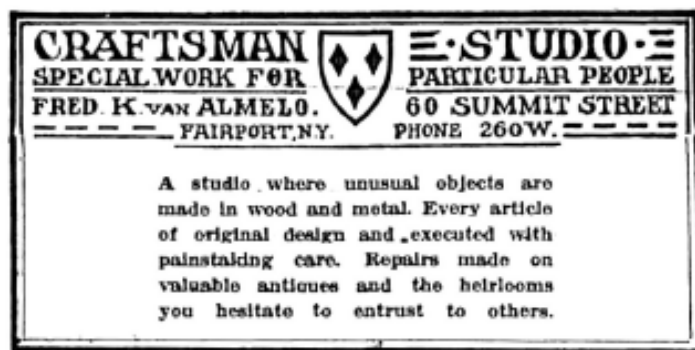 CRAFTSMAN STUDIO
SPECIAL WORK FOR PARTICULAR PEOPLE
FRED. K. VAN ALMELO. 60 SUMMIT STREET
FAIRPORT, N.Y. PHONE 260W.
A studio where unusual objects are
made in wood and metal. Every article
of original design and executed with
painstaking care. Repairs made on
valuable antiques and the heirlooms
you hesitate to entrust to others.